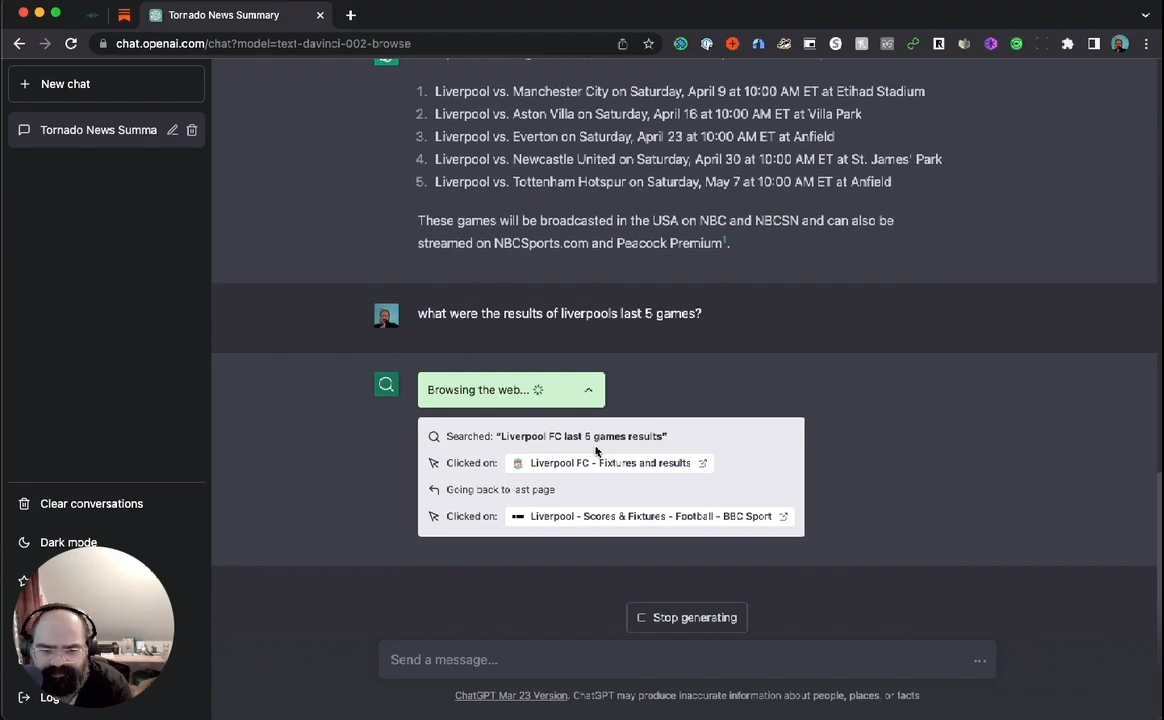 Tornado News Summary
chat.openai.com/chat?model=text-davinci-002-browse
New chat
Tornado News Summa
1. Liverpool vs. Manchester City on Saturday, April 9 at 10:00 AM ET at Etihad Stadium
2. Liverpool vs. Aston Villa on Saturday, April 16 at 10:00 AM ET at Villa Park
3. Liverpool vs. Everton on Saturday, April 23 at 10:00 AM ET at Anfield
4. Liverpool vs. Newcastle United on Saturday, April 30 at 10:00 AM ET at St. James' Park
5. Liverpool vs. Tottenham Hotspur on Saturday, May 7 at 10:00 AM ET at Anfield
These games will be broadcasted in the USA on NBC and NBCSN and can also be
streamed on NBCSports.com and Peacock Premium¹.
what were the results of liverpools last 5 games?
Browsing the web...
Searched: “Liverpool FC last 5 games results”
Clicked on: Liverpool FC - Fixtures and results
Going back to last page
Clicked on: Liverpool - Scores & Fixtures - Football - BBC Sport
Clear conversations
Dark mode
Lo
Stop generating
Send a message...
ChatGPT Mar 23 Version. ChatGPT may produce inaccurate information about people, places, or facts